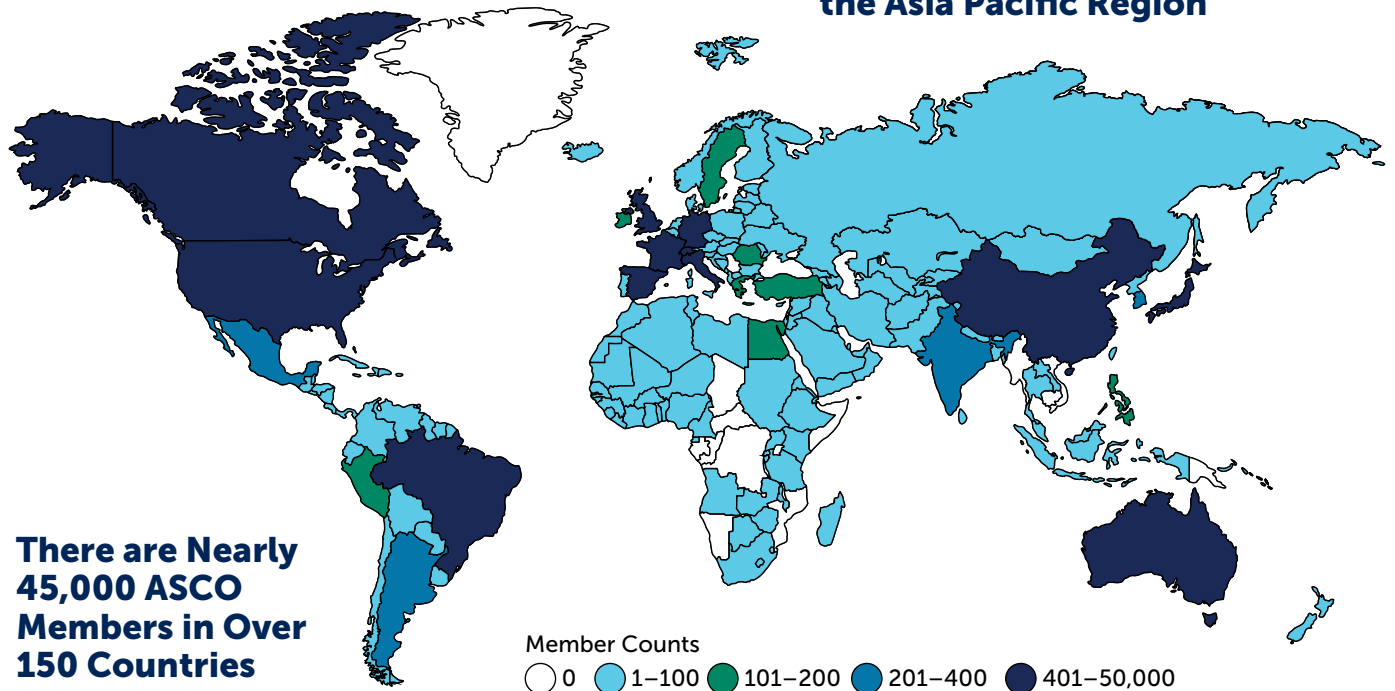 the Asia Pacific Region
There are Nearly
45,000 ASCO
Members in Over
150 Countries
Member Counts
0 1–100 101–200 201–400 401–50,000